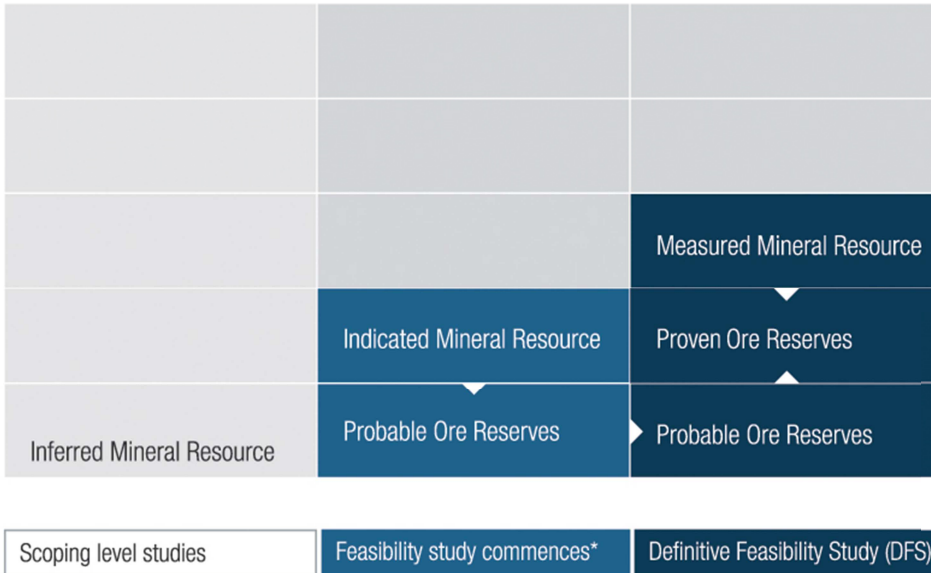 Measured Mineral Resource
Indicated Mineral Resource
Proven Ore Reserves
Inferred Mineral Resource
Probable Ore Reserves
Probable Ore Reserves
Scoping level studies
Feasibility study commences*
Definitive Feasibility Study (DFS)